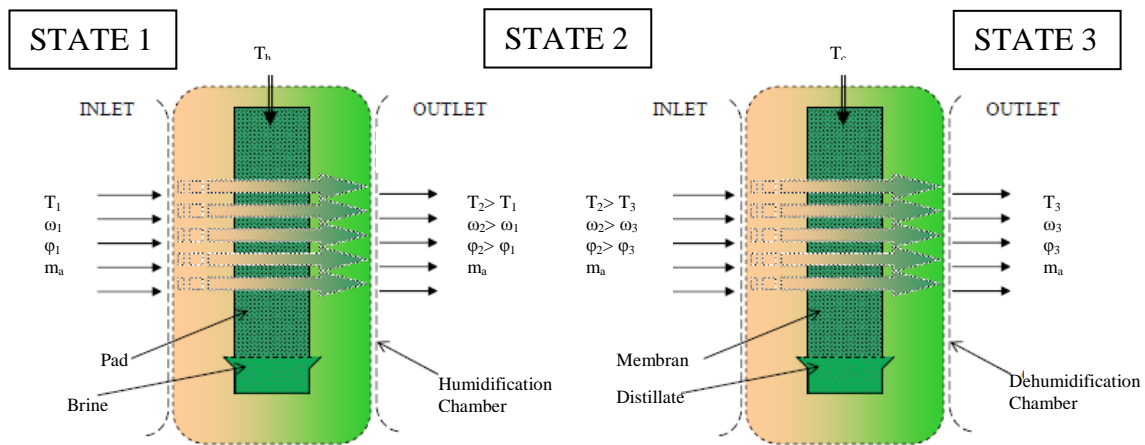 STATE 1
STATE 2
STATE 3
INLET
OUTLET
T₁
ω₁
φ₁
mₐ
T₂> T₁
ω₂> ω₁
φ₂> φ₁
mₐ
Pad
Brine
Humidification
Chamber
INLET
OUTLET
T₂> T₃
ω₂> ω₃
φ₂> φ₃
mₐ
T₃
ω₃
φ₃
mₐ
Membran
Distillate
Dehumidification
Chamber